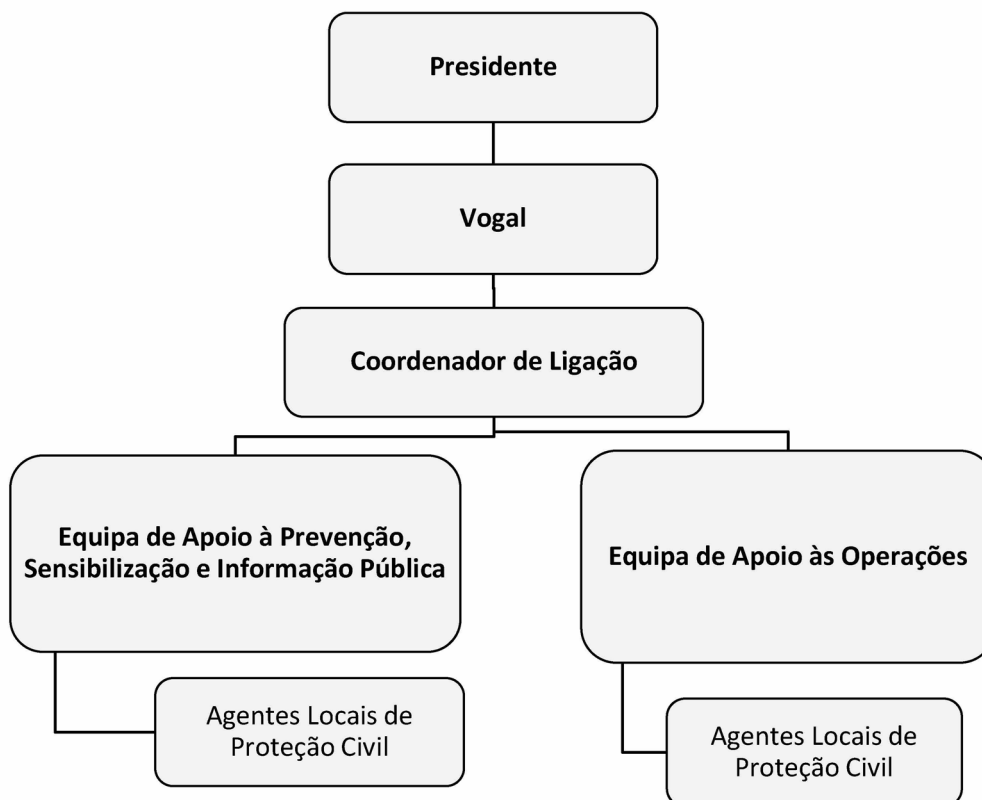 Presidente
Vogal
Coordenador de Ligação
Equipa de Apoio à Prevenção,
Sensibilização e Informação Pública
Equipa de Apoio às Operações
Agentes Locais de
Proteção Civil
Agentes Locais de
Proteção Civil